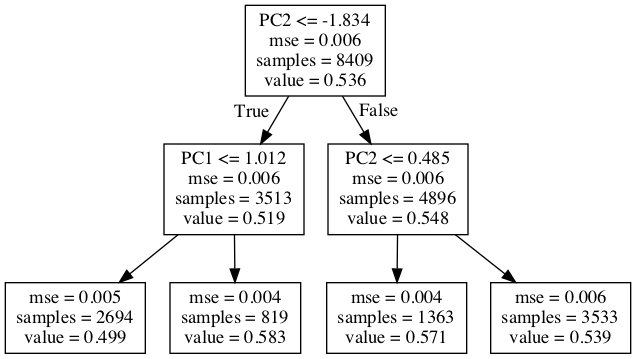 PC2 <= -1.834
mse = 0.006
samples = 8409
value = 0.536
True
False
PC1 <= 1.012
mse = 0.006
samples = 3513
value = 0.519
PC2 <= 0.485
mse = 0.006
samples = 4896
value = 0.548
mse = 0.005
samples = 2694
value = 0.499
mse = 0.004
samples = 819
value = 0.583
mse = 0.004
samples = 1363
value = 0.571
mse = 0.006
samples = 3533
value = 0.539